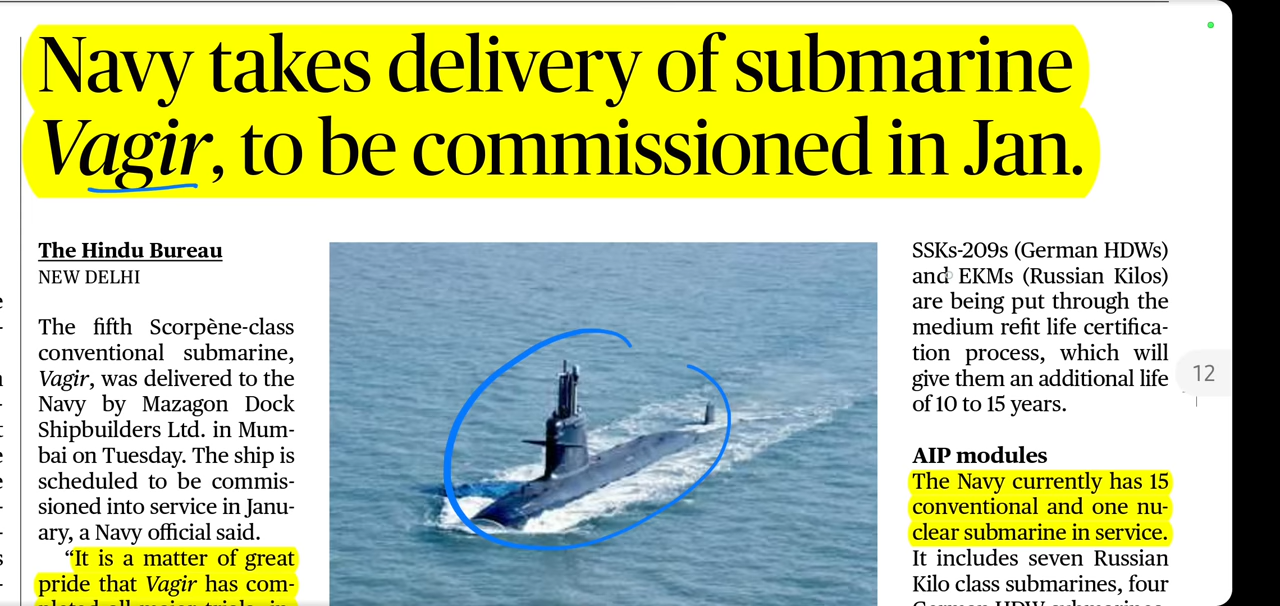 Navy takes delivery of submarine
Vagir, to be commissioned in Jan.
The Hindu Bureau
NEW DELHI
The fifth Scorpène-class
conventional submarine,
Vagir, was delivered to the
Navy by Mazagon Dock
Shipbuilders Ltd. in Mum-
bai on Tuesday. The ship is
scheduled to be commis-
sioned into service in Janu-
ary, a Navy official said.
“It is a matter of great
pride that Vagir has com-
SSKs-209s (German HDWs)
and EKMs (Russian Kilos)
are being put through the
medium refit life certifica-
tion process, which will
give them an additional life
of 10 to 15 years.
AIP modules
The Navy currently has 15
conventional and one nu-
clear submarine in service.
It includes seven Russian
Kilo class submarines, four
12